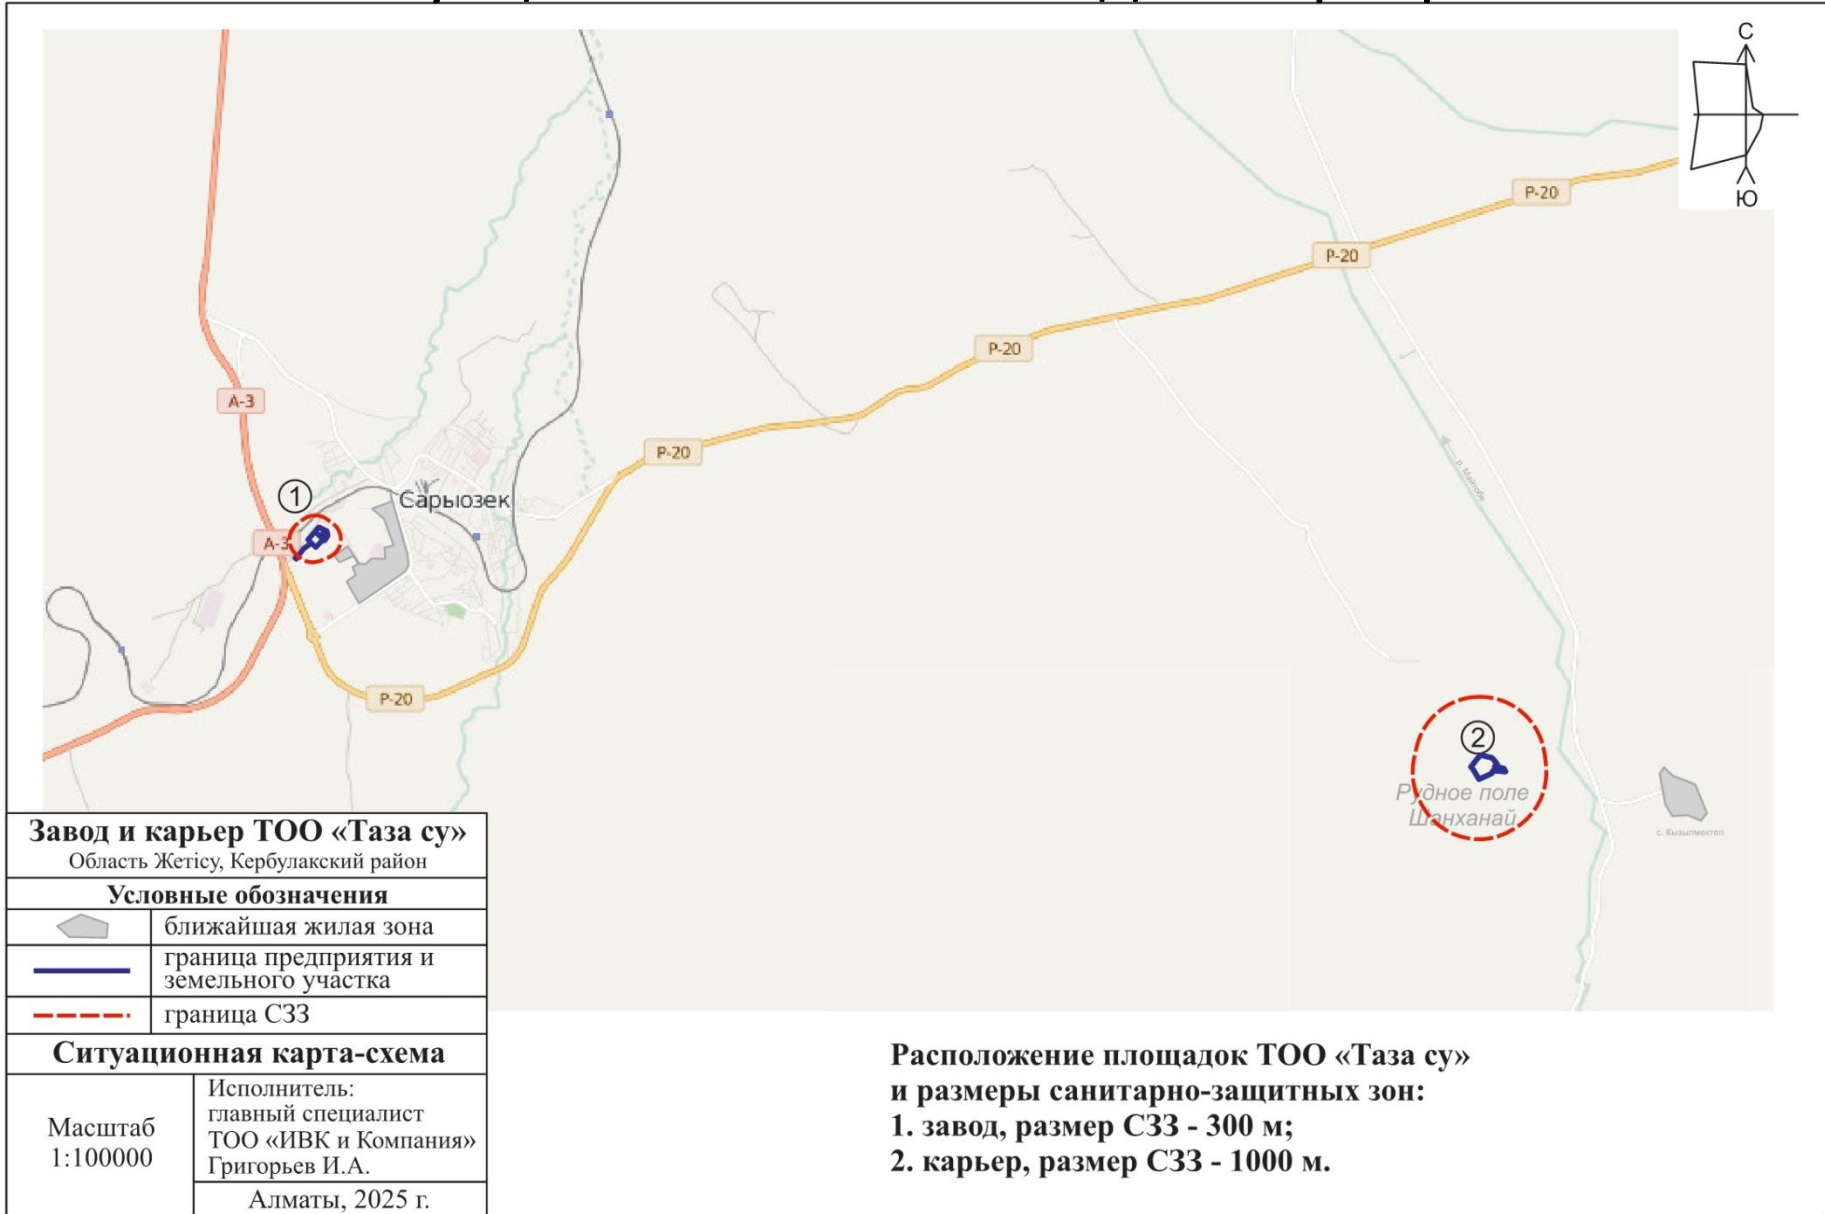 С
Ю
Р-20
Р-20
Р-20
А-3
Р-20
р. Майтобе
1
Сарыозек
А-3
Р-20
2
Рудное поле
Шанханай
с. Кызылмектеп
Завод и карьер ТОО «Таза су»
Область Жетісу, Кербулакский район
Условные обозначения
ближайшая жилая зона
граница предприятия и
земельного участка
граница СЗЗ
Ситуационная карта-схема
Масштаб
1:100000
Исполнитель:
главный специалист
ТОО «ИВК и Компания»
Григорьев И.А.
Алматы, 2025 г.
Расположение площадок ТОО «Таза су»
и размеры санитарно-защитных зон:
1. завод, размер СЗЗ - 300 м;
2. карьер, размер СЗЗ - 1000 м.